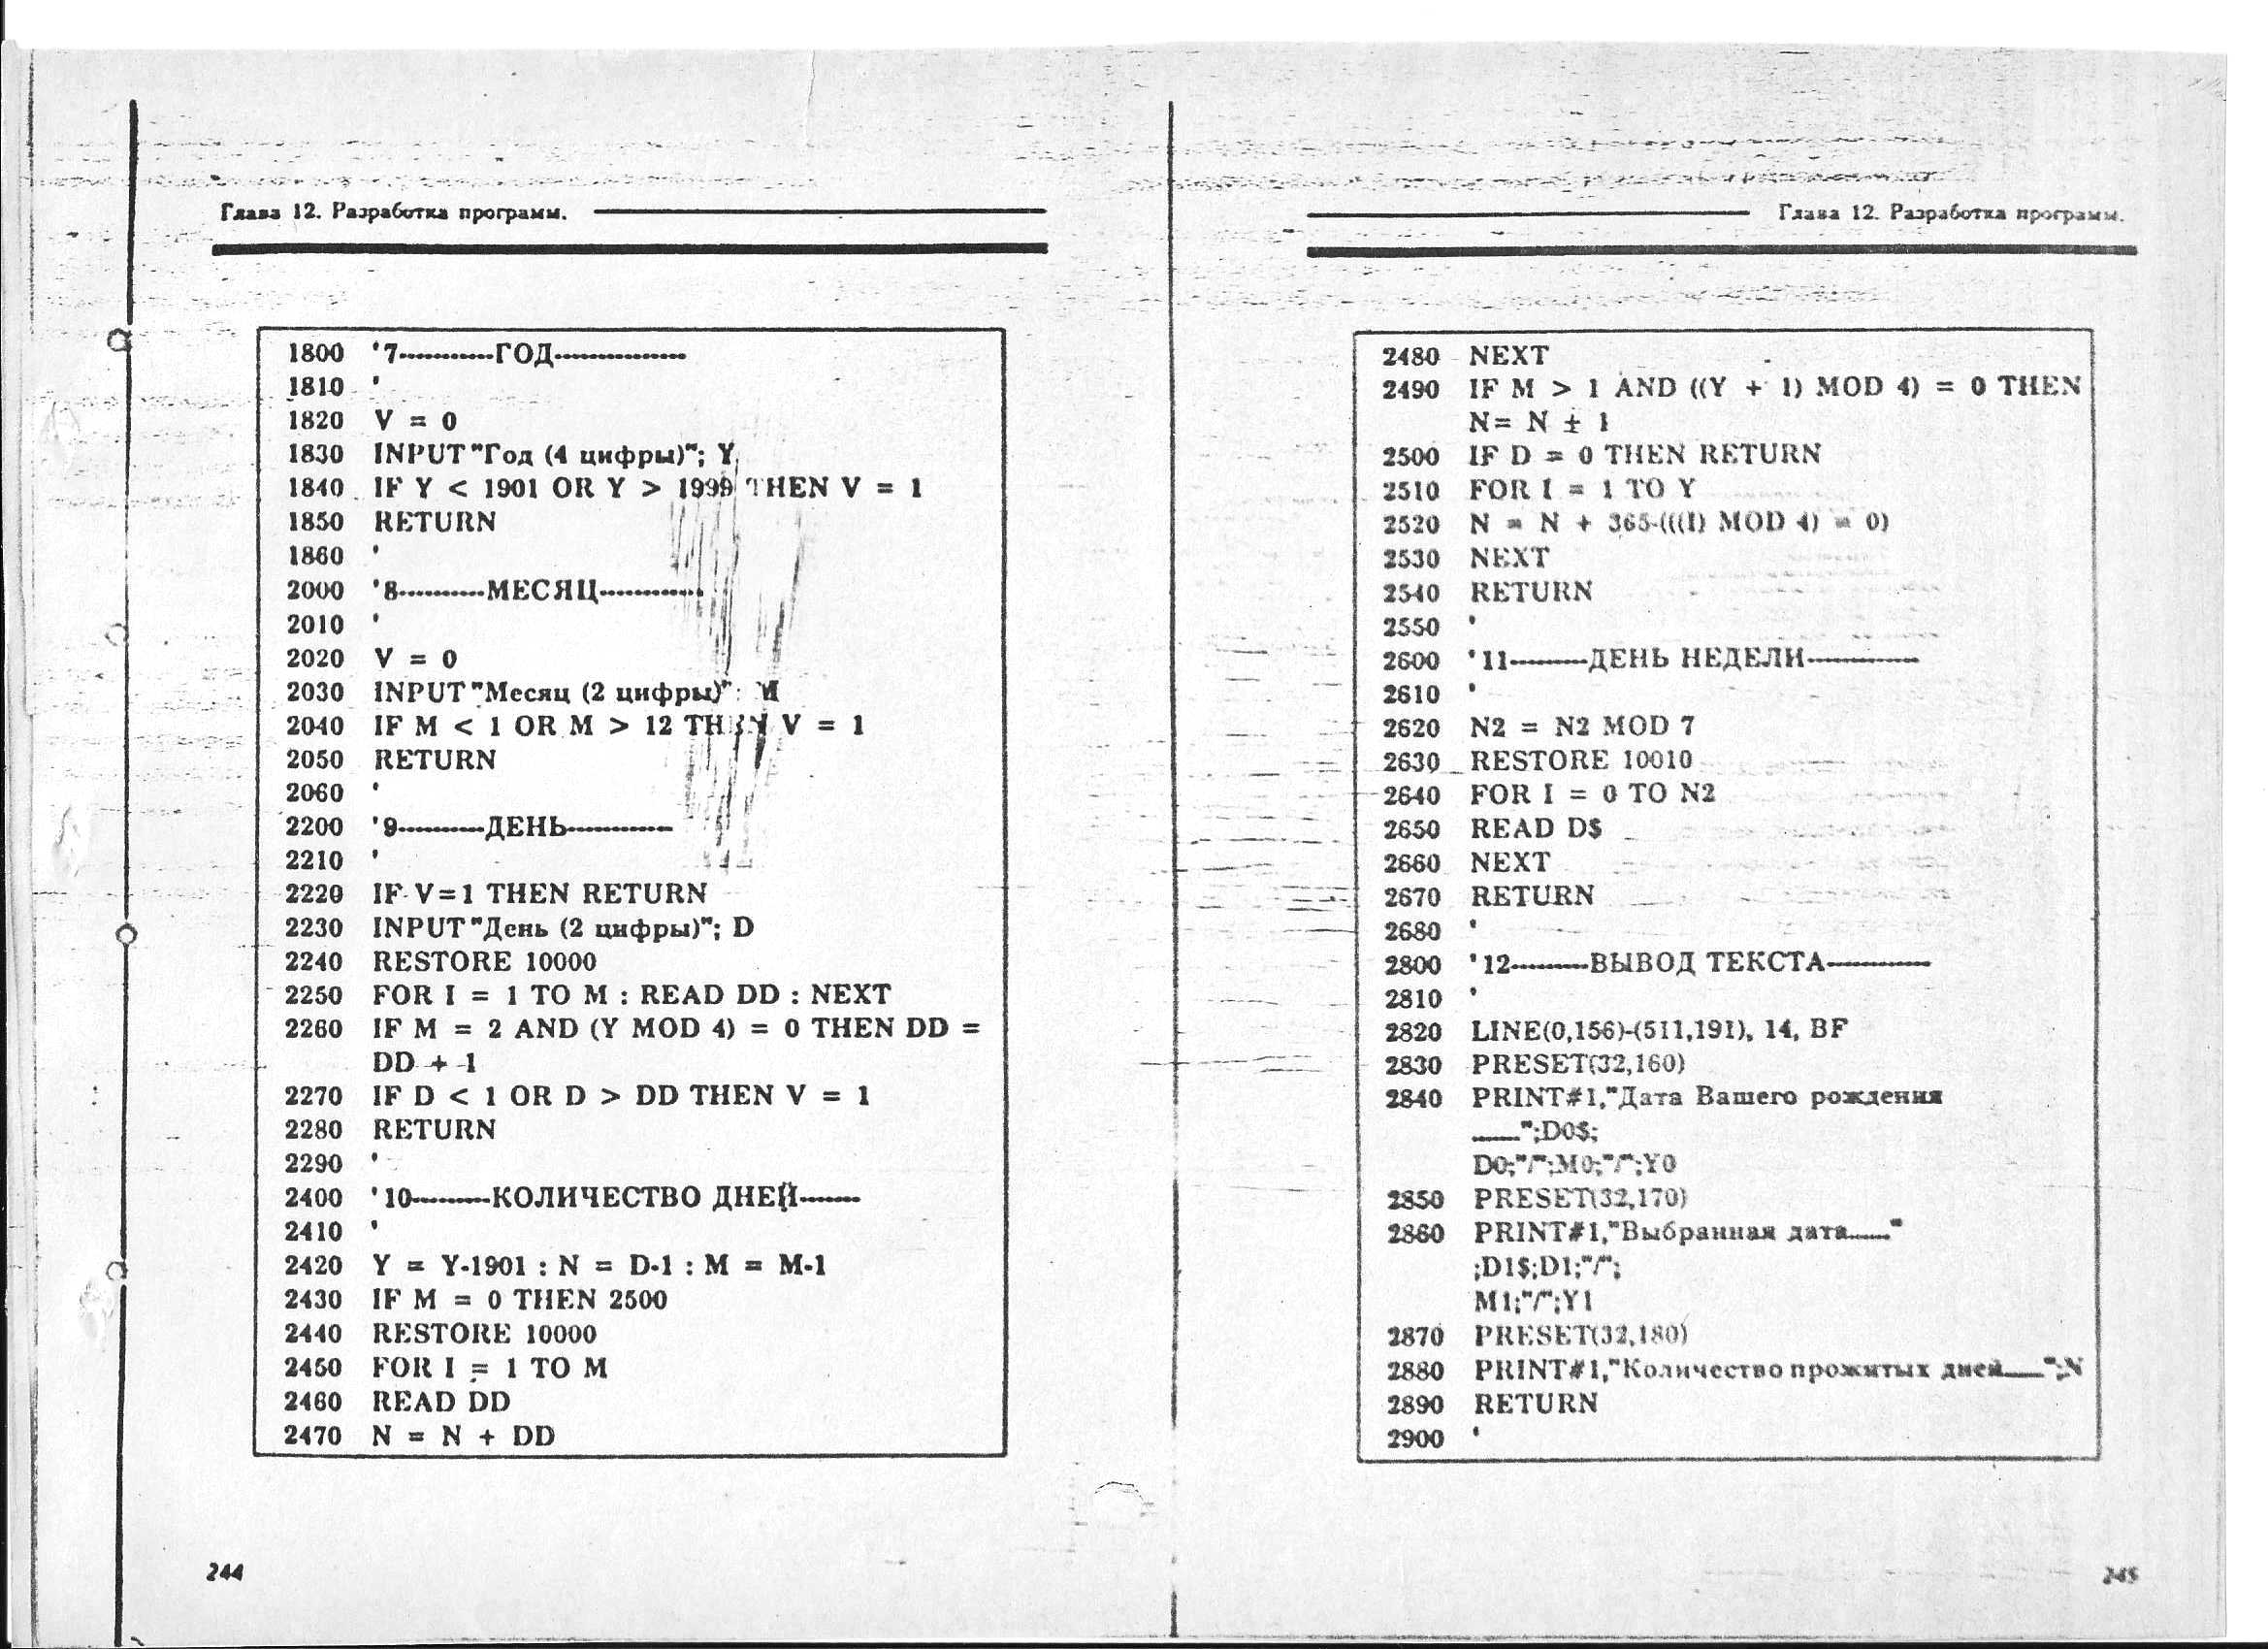 Глава 12. Разработка программ.
1800 '7-----------ГОД---------------
1810 '
1820 V = 0
1830 INPUT"Год (4 цифры)"; Y
1840 IF Y < 1901 OR Y > 1999 THEN V = 1
1850 RETURN
1860 '
2000 '8----------МЕСЯЦ------------
2010 '
2020 V = 0
2030 INPUT"Месяц (2 цифры)"; M
2040 IF M < 1 OR M > 12 THEN V = 1
2050 RETURN
2060 '
2200 '9----------ДЕНЬ------------
2210 '
2220 IF V=1 THEN RETURN
2230 INPUT"День (2 цифры)"; D
2240 RESTORE 10000
2250 FOR I = 1 TO M : READ DD : NEXT
2260 IF M = 2 AND (Y MOD 4) = 0 THEN DD =
DD + 1
2270 IF D < 1 OR D > DD THEN V = 1
2280 RETURN
2290 '
2400 '10---------КОЛИЧЕСТВО ДНЕЙ-------
2410 '
2420 Y = Y-1901 : N = D-1 : M = M-1
2430 IF M = 0 THEN 2500
2440 RESTORE 10000
2450 FOR I = 1 TO M
2460 READ DD
2470 N = N + DD
244
Глава 12. Разработка программ.
2480 NEXT
2490 IF M > 1 AND ((Y + 1) MOD 4) = 0 THEN
N= N + 1
2500 IF D = 0 THEN RETURN
2510 FOR I = 1 TO Y
2520 N = N + 365-(((I) MOD 4) = 0)
2530 NEXT
2540 RETURN
2550 '
2600 '11---------ДЕНЬ НЕДЕЛИ-------------
2610 '
2620 N2 = N2 MOD 7
2630 RESTORE 10010
2640 FOR I = 0 TO N2
2650 READ D$
2660 NEXT
2670 RETURN
2680 '
2800 '12---------ВЫВОД ТЕКСТА------------
2810 '
2820 LINE(0,156)-(511,191), 14, BF
2830 PRESET(32,160)
2840 PRINT#1,"Дата Вашего рождения
......";D0$;
D0;"/";M0;"/";Y0
2850 PRESET(32,170)
2860 PRINT#1,"Выбранная дата....."
;D1$;D1;"/";
M1;"/";Y1
2870 PRESET(32,180)
2880 PRINT#1,"Количество прожитых дней.....";N
2890 RETURN
2900 '
245